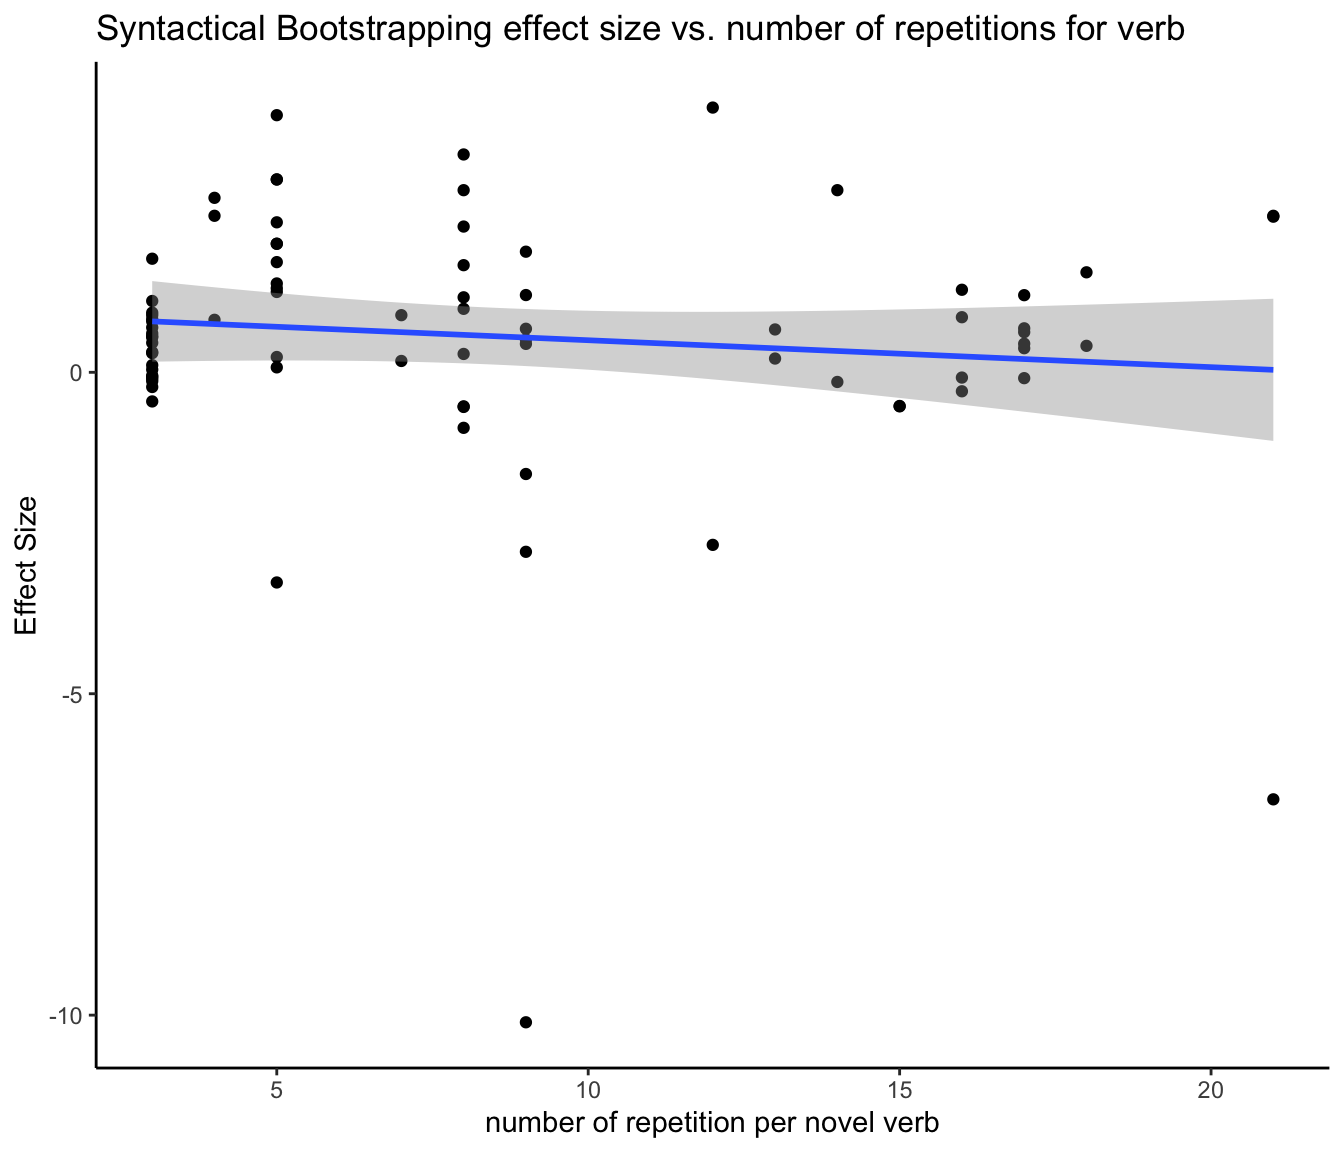 Syntactical Bootstrapping effect size vs. number of repetitions for verb
Effect Size
0
-5
-10
5
10
15
20
number of repetition per novel verb